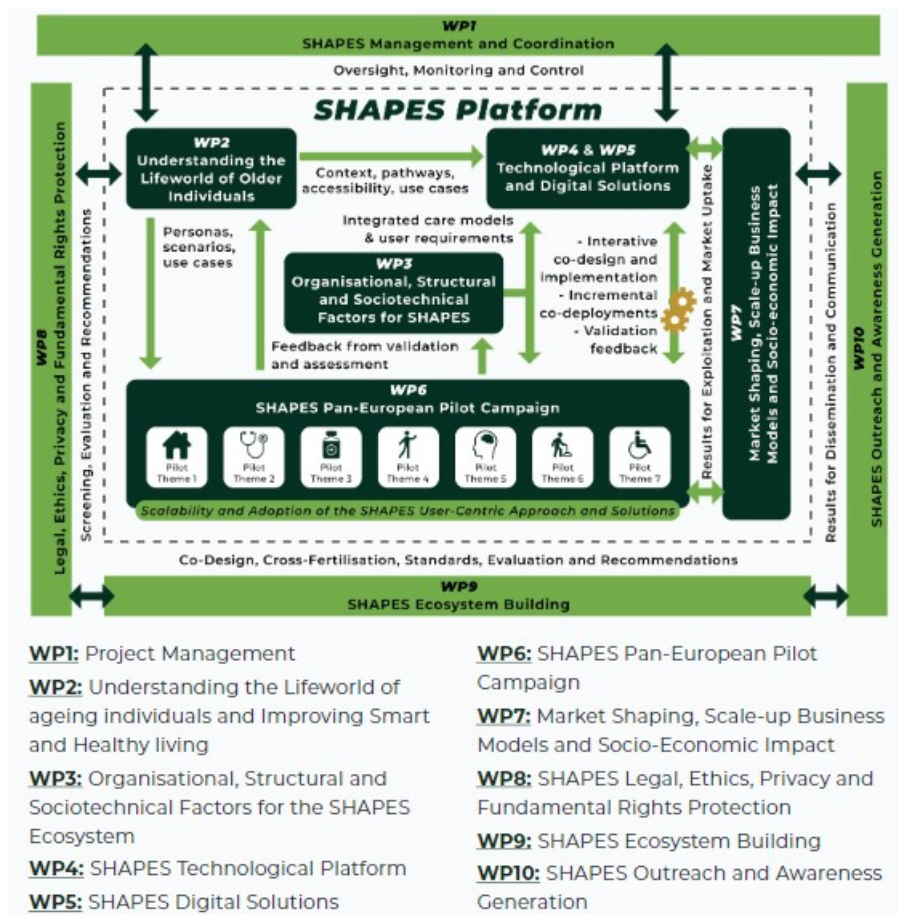 WP1
SHAPES Management and Coordination
Oversight, Monitoring and Control
SHAPES Platform
WP8
Legal, Ethics, Privacy and Fundamental Rights Protection
Screening, Evaluation and Recommendations
WP2
Understanding the
Lifeworld of Older
Individuals
Context, pathways,
accessibility, use cases
WP4 & WP5
Technological Platform
and Digital Solutions
Personas,
scenarios,
use cases
Integrated care models
& user requirements
WP3
Organisational, Structural
and Sociotechnical
Factors for SHAPES
- Interative
co-design and
implementation
- Incremental
co-deployments
- Validation
feedback
Feedback from validation
and assessment
Results for Exploitation and Market Uptake
WP7
Market Shaping, Scale-up Business
Models and Socio-economic Impact
Results for Dissemination and Communication
WP10
SHAPES Outreach and Awareness Generation
WP6
SHAPES Pan-European Pilot Campaign
Pilot
Theme 1
Pilot
Theme 2
Pilot
Theme 3
Pilot
Theme 4
Pilot
Theme 5
Pilot
Theme 6
Pilot
Theme 7
Scalability and Adoption of the SHAPES User-Centric Approach and Solutions
Co-Design, Cross-Fertilisation, Standards, Evaluation and Recommendations
WP9
SHAPES Ecosystem Building
WP1: Project Management
WP2: Understanding the Lifeworld of
ageing individuals and Improving Smart
and Healthy living
WP3: Organisational, Structural and
Sociotechnical Factors for the SHAPES
Ecosystem
WP4: SHAPES Technological Platform
WP5: SHAPES Digital Solutions
WP6: SHAPES Pan-European Pilot
Campaign
WP7: Market Shaping, Scale-up Business
Models and Socio-Economic Impact
WP8: SHAPES Legal, Ethics, Privacy and
Fundamental Rights Protection
WP9: SHAPES Ecosystem Building
WP10: SHAPES Outreach and Awareness
Generation